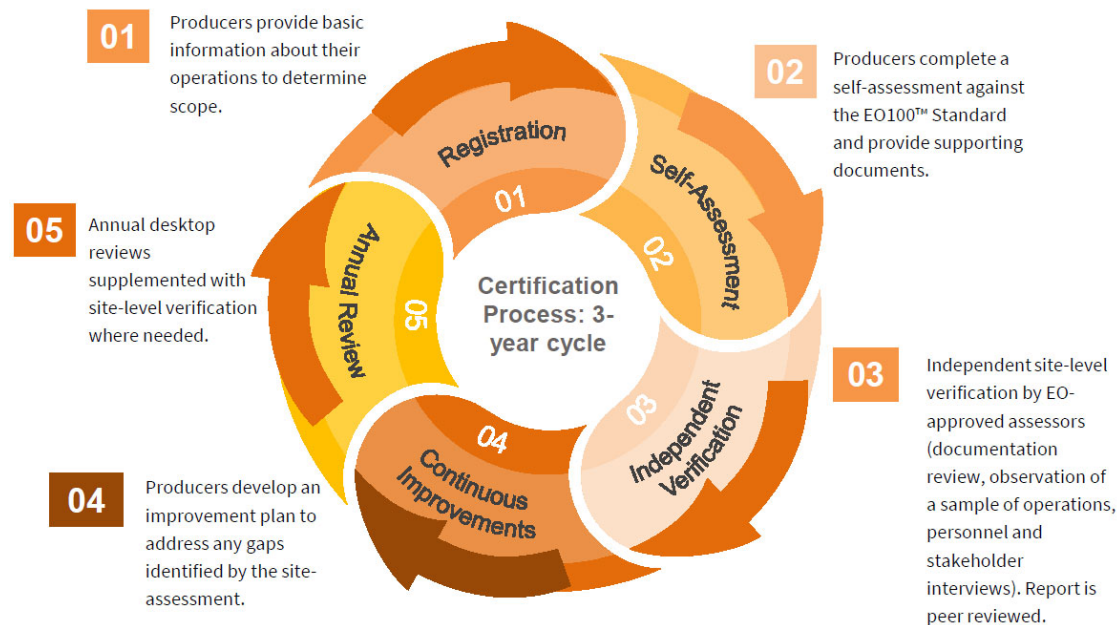 01
Producers provide basic
information about their
operations to determine
scope.
02
Producers complete a
self-assessment against
the EO100™ Standard
and provide supporting
documents.
03
Independent site-level
verification by EO-
approved assessors
(documentation
review, observation of
a sample of operations,
personnel and
stakeholder
interviews). Report is
peer reviewed.
04
Producers develop an
improvement plan to
address any gaps
identified by the site-
assessment.
05
Annual desktop
reviews
supplemented with
site-level verification
where needed.
Registration
01
Self-Assessment
02
Independent
Verification
03
Continuous
Improvements
04
Annual Review
05
Certification
Process: 3-
year cycle